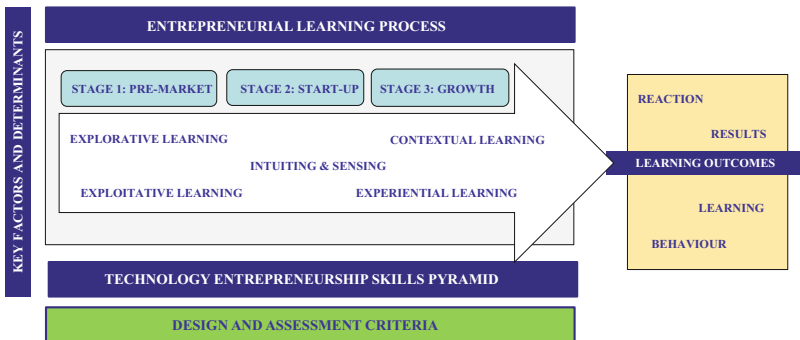 KEY FACTORS AND DETERMINANTS
ENTREPRENEURIAL LEARNING PROCESS
STAGE 1: PRE-MARKET
STAGE 2: START-UP
STAGE 3: GROWTH
EXPLORATIVE LEARNING
CONTEXTUAL LEARNING
INTUITING & SENSING
EXPLOITATIVE LEARNING
EXPERIENTIAL LEARNING
REACTION
RESULTS
LEARNING OUTCOMES
LEARNING
BEHAVIOUR
TECHNOLOGY ENTREPRENEURSHIP SKILLS PYRAMID
DESIGN AND ASSESSMENT CRITERIA